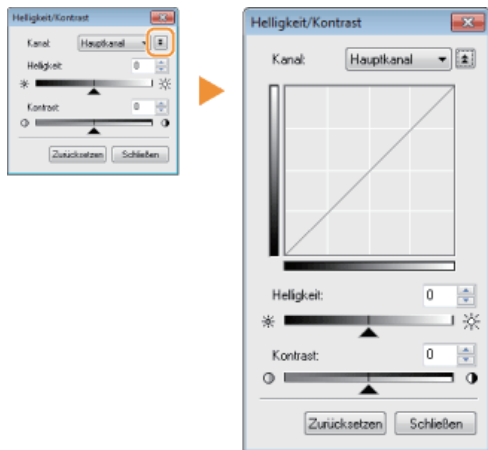 Helligkeit/Kontrast
Kanal: Hauptkanal
Helligkeit: 0
Kontrast: 0
Zurücksetzen Schließen
Helligkeit/Kontrast
Kanal: Hauptkanal
Helligkeit: 0
Kontrast: 0
Zurücksetzen Schließen